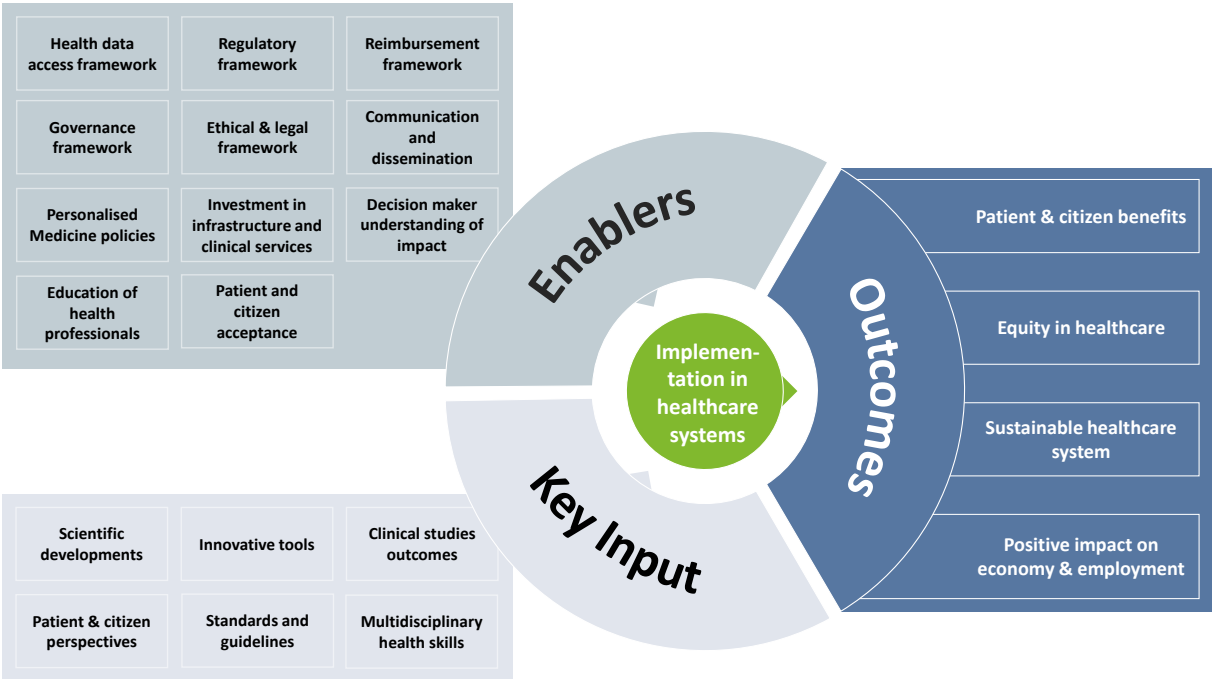 Health data
access framework
Regulatory
framework
Reimbursement
framework
Governance
framework
Ethical & legal
framework
Communication
and
dissemination
Personalised
Medicine policies
Investment in
infrastructure and
clinical services
Decision maker
understanding of
impact
Education of
health
professionals
Patient and
citizen
acceptance
Enablers
Implemen-
tation in
healthcare
systems
Outcomes
Patient & citizen benefits
Equity in healthcare
Sustainable healthcare
system
Positive impact on
economy & employment
Key Input
Scientific
developments
Innovative tools
Clinical studies
outcomes
Patient & citizen
perspectives
Standards and
guidelines
Multidisciplinary
health skills